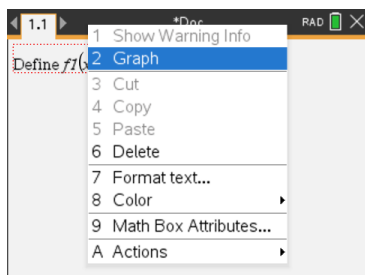 1.1 *Doc RAD
Define f1(x
1 Show Warning Info
2 Graph
3 Cut
4 Copy
5 Paste
6 Delete
7 Format text...
8 Color
9 Math Box Attributes...
A Actions